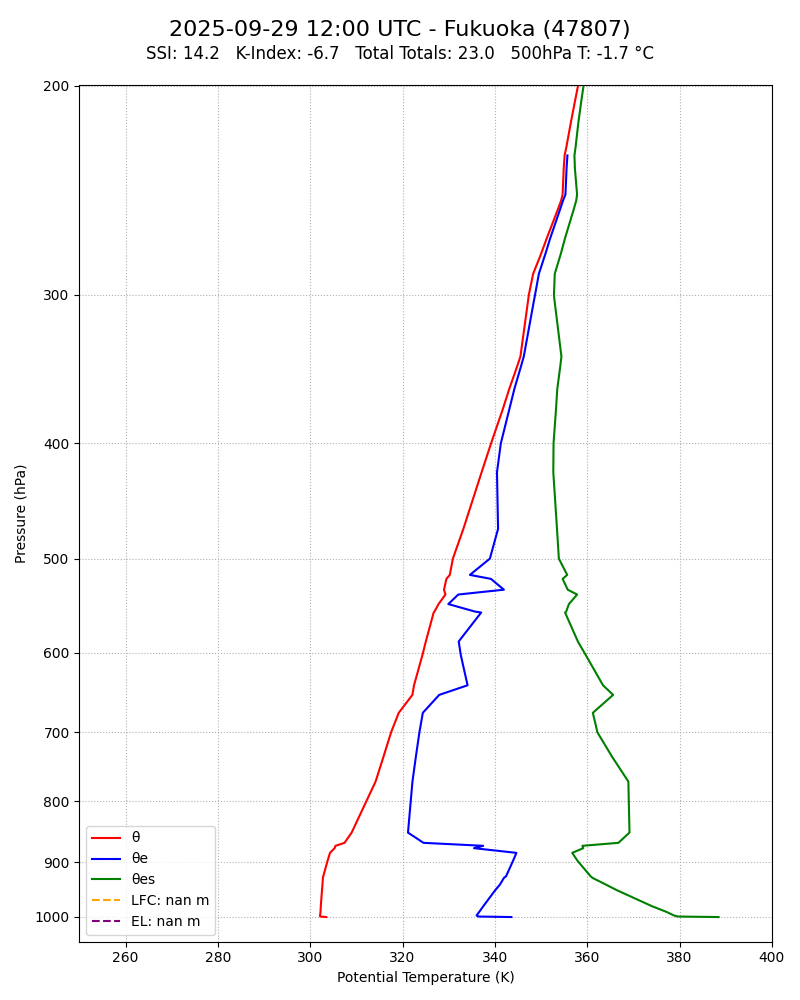 2025-09-29 12:00 UTC - Fukuoka (47807)
SSI: 14.2   K-Index: -6.7   Total Totals: 23.0   500hPa T: -1.7 °C
200
300
400
500
600
700
800
900
1000
Pressure (hPa)
θ
θe
θes
LFC: nan m
EL: nan m
260
280
300
320
340
360
380
400
Potential Temperature (K)